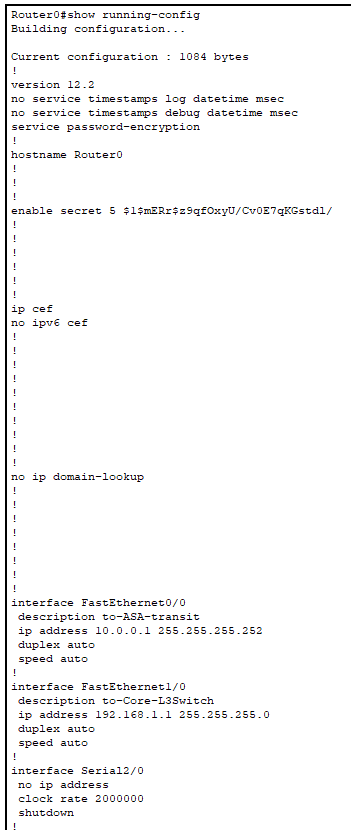 Router0#show running-config
Building configuration...
Current configuration : 1084 bytes
!
version 12.2
no service timestamps log datetime msec
no service timestamps debug datetime msec
service password-encryption
!
hostname Router0
!
!
!
enable secret 5 $1$mERr$z9qfOxyU/Cv0E7qKGstdl/
!
!
!
!
!
!
ip cef
no ipv6 cef
!
!
!
!
!
!
!
!
!
!
no ip domain-lookup
!
!
!
!
!
!
!
!
interface FastEthernet0/0
 description to-ASA-transit
 ip address 10.0.0.1 255.255.255.252
 duplex auto
 speed auto
!
interface FastEthernet1/0
 description to-Core-L3Switch
 ip address 192.168.1.1 255.255.255.0
 duplex auto
 speed auto
!
interface Serial2/0
 no ip address
 clock rate 2000000
 shutdown
!